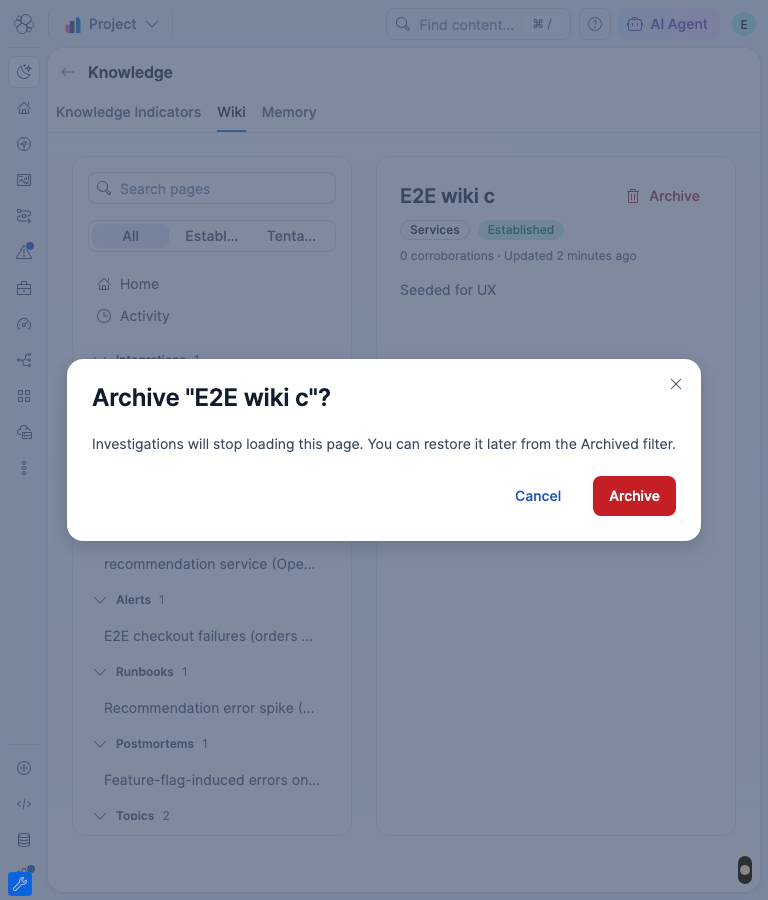 Project
Find content...
⌘ /
AI Agent
E
Knowledge
Knowledge Indicators
Wiki
Memory
Search pages
All
Establ...
Tenta...
Home
Activity
Integrations 1
E2E wiki c
Archive
Services
Established
0 corroborations · Updated 2 minutes ago
Seeded for UX
Archive "E2E wiki c"?
Investigations will stop loading this page. You can restore it later from the Archived filter.
Cancel
Archive
recommendation service (Ope...
Alerts 1
E2E checkout failures (orders ...
Runbooks 1
Recommendation error spike (...
Postmortems 1
Feature-flag-induced errors on...
Topics 2